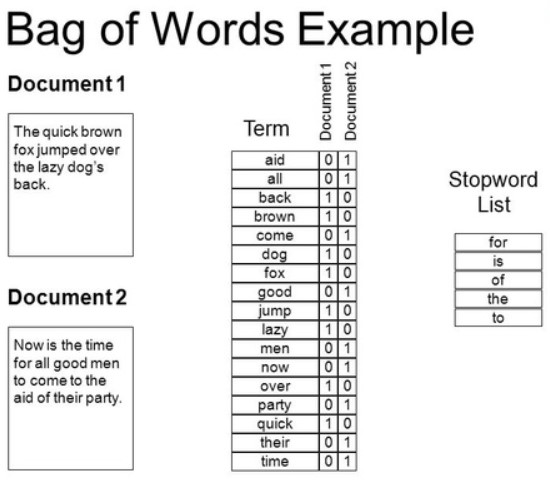 Bag of Words Example
Document 1
The quick brown
fox jumped over
the lazy dog's
back.
Document 2
Now is the time
for all good men
to come to the
aid of their party.
Term Document 1 Document 2
aid 0 1
all 0 1
back 1 0
brown 1 0
come 0 1
dog 1 0
fox 1 0
good 0 1
jump 1 0
lazy 1 0
men 0 1
now 0 1
over 1 0
party 0 1
quick 1 0
their 0 1
time 0 1
Stopword
List
for
is
of
the
to